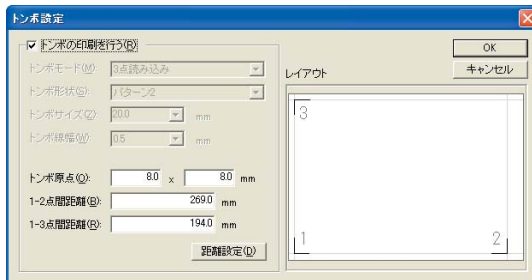 トンボ設定
トンボの印刷を行う(R)
トンボモード(M): 3点読み込み
トンボ形状(S): パターン2
トンボサイズ(Z): 20.0 mm
トンボ線幅(W): 0.5 mm
トンボ原点(O): 8.0 x 8.0 mm
1-2点間距離(B): 269.0 mm
1-3点間距離(R): 194.0 mm
距離設定(D)
OK
キャンセル
レイアウト
3
1 2